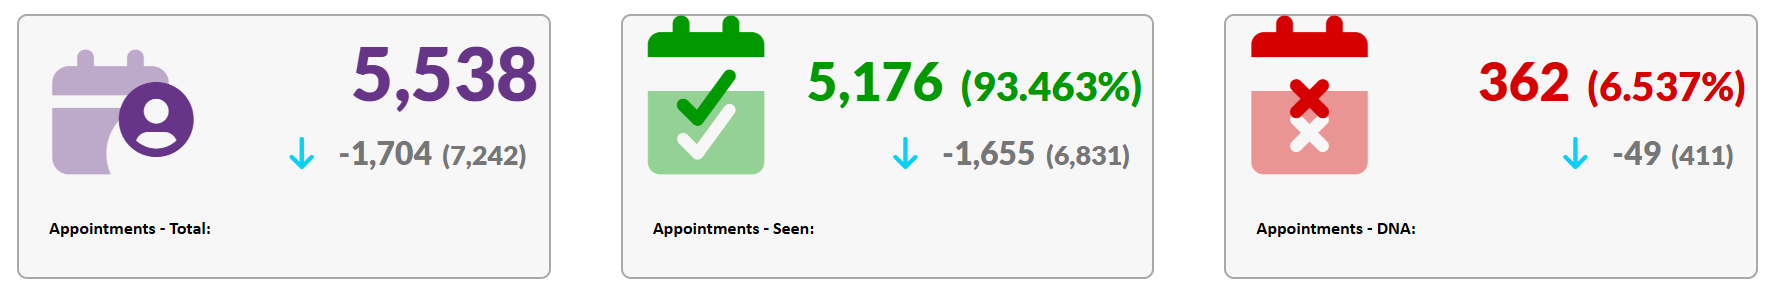 5,538
-1,704 (7,242)
Appointments - Total:
5,176 (93.463%)
-1,655 (6,831)
Appointments - Seen:
362 (6.537%)
-49 (411)
Appointments - DNA: